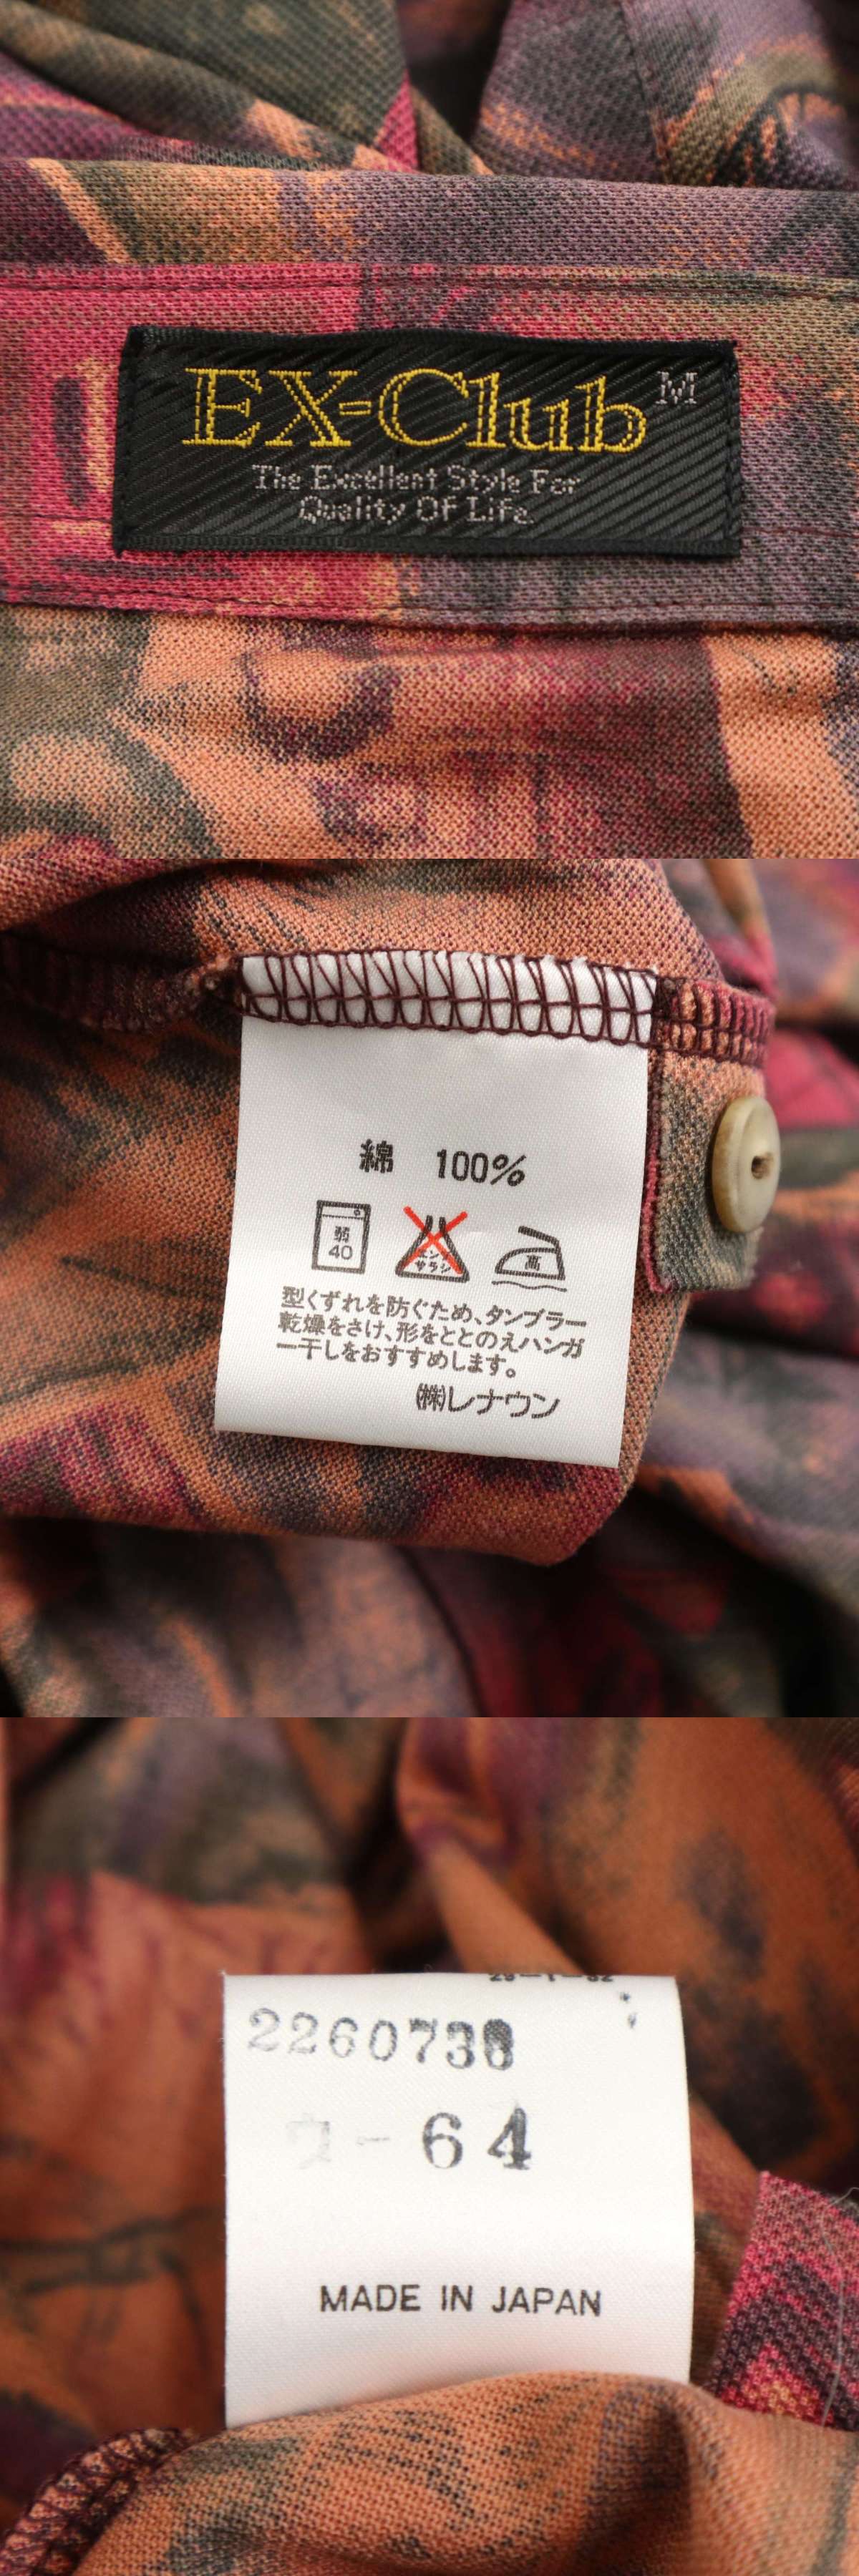 EX-Club M
The Excellent Style For
Quality Of Life.
綿 100%
弱
40
エンソ
サラシ
高
型くずれを防ぐため、タンブラー
乾燥をさけ、形をととのえハンガ
ー干しをおすすめします。
㈱レナウン
2260738
-64
MADE IN JAPAN